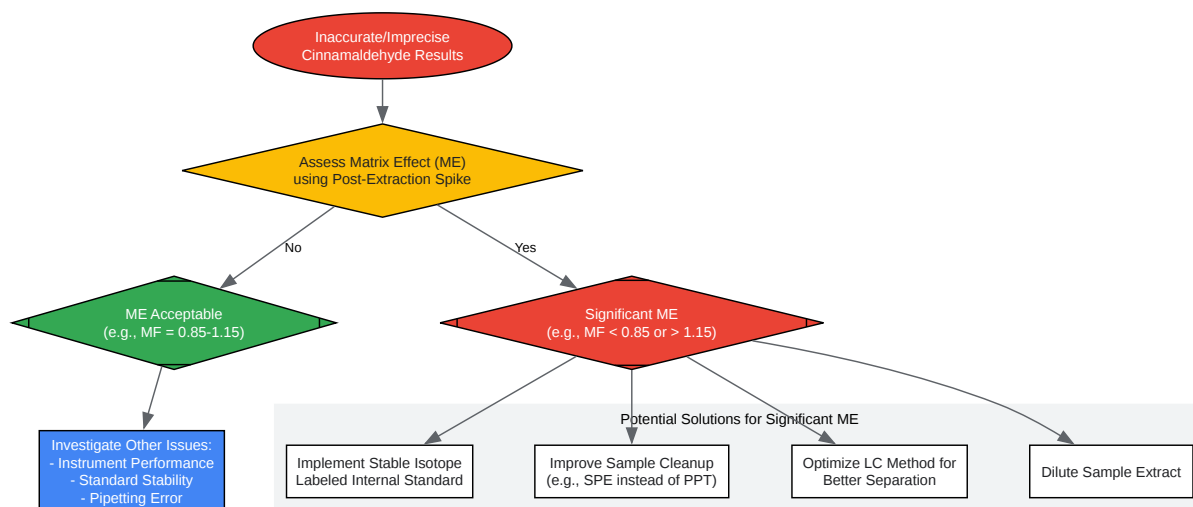 Inaccurate/Imprecise
Cinnamaldehyde Results
Assess Matrix Effect (ME)
using Post-Extraction Spike
No
Yes
ME Acceptable
(e.g., MF = 0.85-1.15)
Significant ME
(e.g., MF < 0.85 or > 1.15)
Potential Solutions for Significant ME
Investigate Other Issues:
- Instrument Performance
- Standard Stability
- Pipetting Error
Implement Stable Isotope
Labeled Internal Standard
Improve Sample Cleanup
(e.g., SPE instead of PPT)
Optimize LC Method for
Better Separation
Dilute Sample Extract